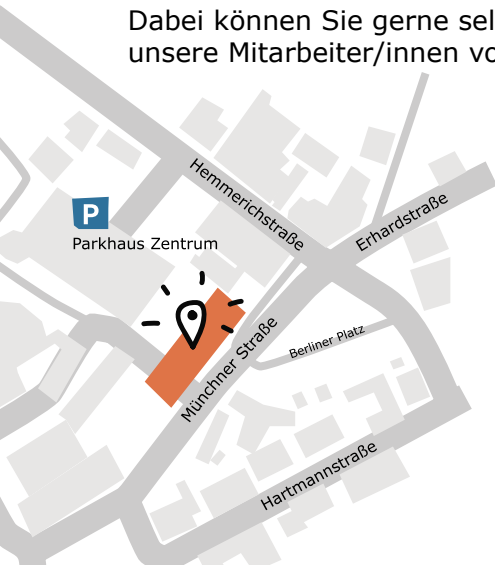 Dabei können Sie gerne sel
unsere Mitarbeiter/innen vo
Hemmerichstraße
Erhardstraße
P
Parkhaus Zentrum
Münchner Straße
Berliner Platz
Hartmannstraße